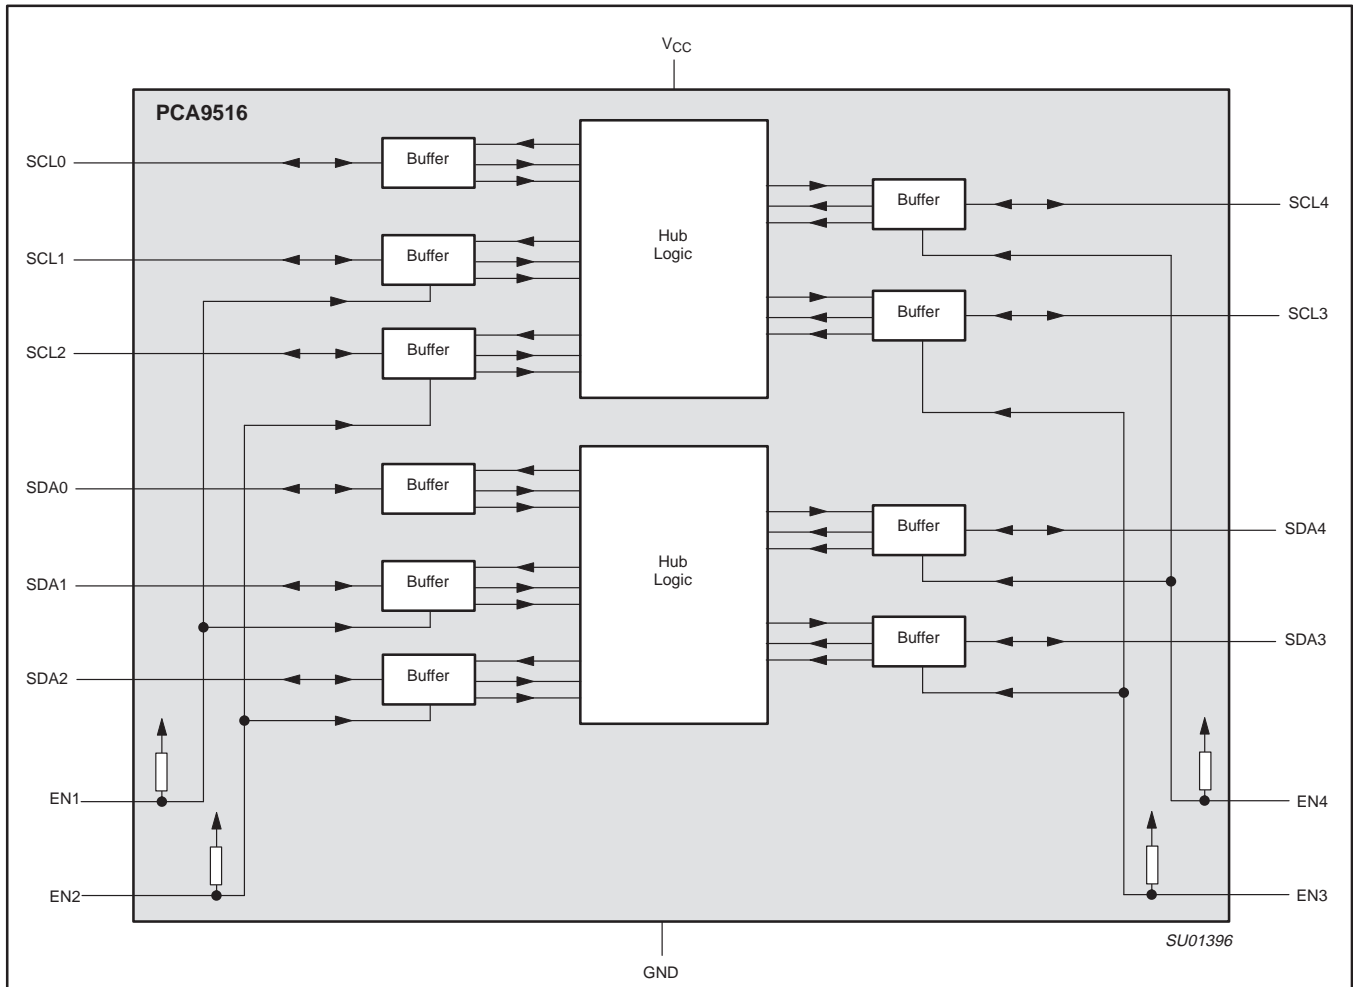 VCC
PCA9516
SCL0
Buffer
SCL1
Buffer
SCL2
Buffer
Hub
Logic
Buffer
SCL4
Buffer
SCL3
SDA0
Buffer
SDA1
Buffer
SDA2
Buffer
Hub
Logic
Buffer
SDA4
Buffer
SDA3
EN1
EN2
EN4
EN3
SU01396
GND